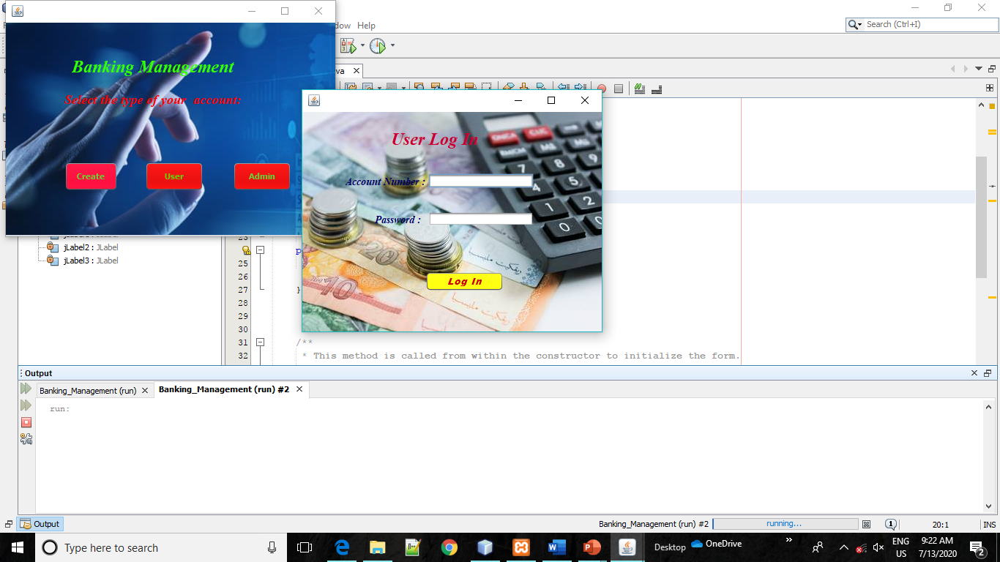 dow Help
Search (Ctrl+I)
Banking Management
Select the type of your account:
Create
User
Admin
User Log In
Account Number :
Password :
Log In
va
jLabel2 : JLabel
jLabel3 : JLabel
23
25
26
27 }
28
29
30
31 /**
32 * This method is called from within the constructor to initialize the form.
Output
Banking_Management (run)
Banking_Management (run) #2
run:
Output
Banking_Management (run) #2
running...
1
20:1
INS
Type here to search
Desktop
OneDrive
ENG
US
9:22 AM
7/13/2020
2